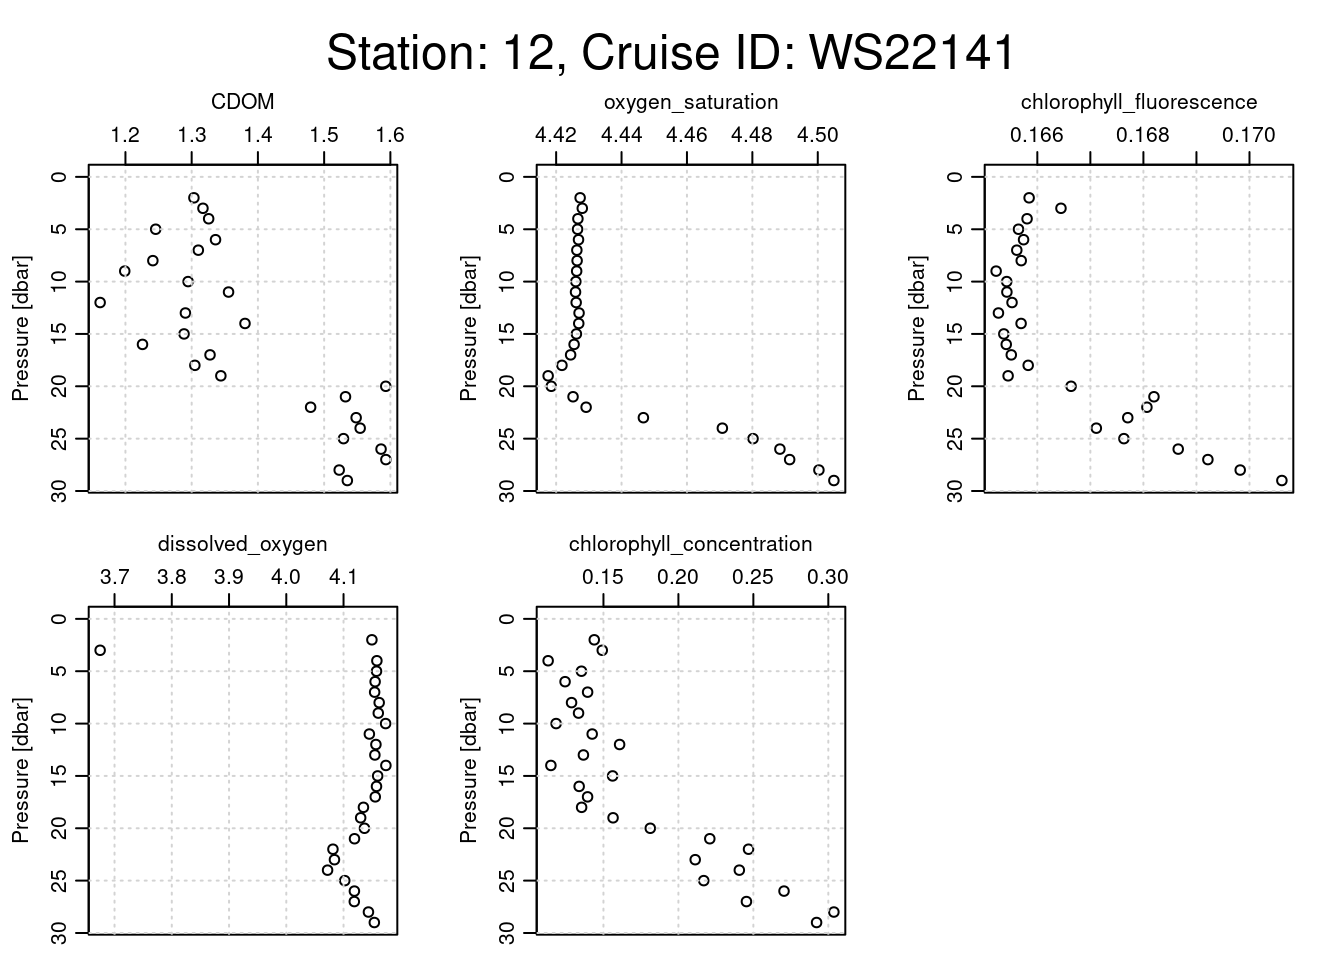 Station: 12, Cruise ID: WS22141
CDOM
1.2 1.3 1.4 1.5 1.6
0
5
10
15
20
25
30
Pressure [dbar]
oxygen_saturation
4.42 4.44 4.46 4.48 4.50
0
5
10
15
20
25
30
Pressure [dbar]
chlorophyll_fluorescence
0.166 0.168 0.170
0
5
10
15
20
25
30
Pressure [dbar]
dissolved_oxygen
3.7 3.8 3.9 4.0 4.1
0
5
10
15
20
25
30
Pressure [dbar]
chlorophyll_concentration
0.15 0.20 0.25 0.30
0
5
10
15
20
25
30
Pressure [dbar]